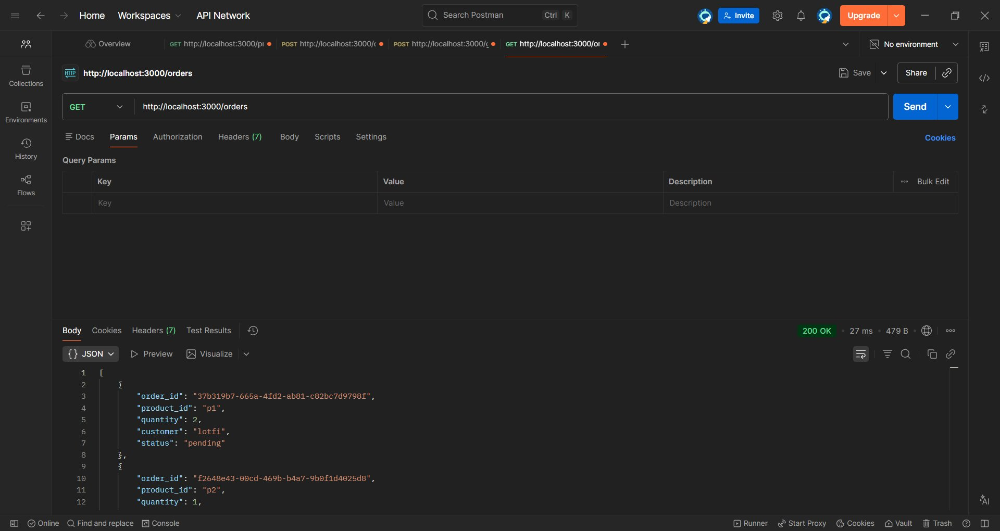 Home Workspaces API Network Search Postman Ctrl K Invite Upgrade
Overview GET http://localhost:3000/pr POST http://localhost:3000/ POST http://localhost:3000/ GET http://localhost:3000/or No environment
HTTP http://localhost:3000/orders Save Share
GET http://localhost:3000/orders Send
Docs Params Authorization Headers (7) Body Scripts Settings Cookies
Query Params
Key Value Description Bulk Edit
Key Value Description
Collections
Environments
History
Flows
Body Cookies Headers (7) Test Results 200 OK • 27 ms • 479 B
{} JSON Preview Visualize
1 [
2 {
3 "order_id": "37b319b7-665a-4fd2-ab81-c82bc7d9798f",
4 "product_id": "p1",
5 "quantity": 2,
6 "customer": "lotfi",
7 "status": "pending"
8 },
9 {
10 "order_id": "f2648e43-00cd-469b-b4a7-9b0f1d4025d8",
11 "product_id": "p2",
12 "quantity": 1,
AI
Online Find and replace Console Runner Start Proxy Cookies Vault Trash